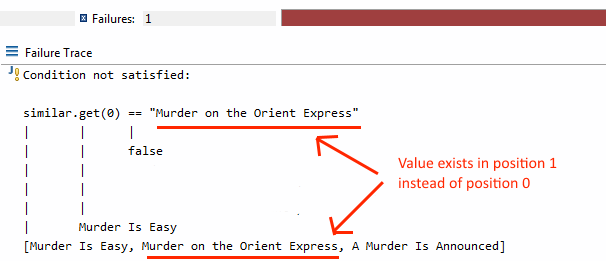 Failures: 1
Failure Trace
Condition not satisfied:
similar.get(0) == "Murder on the Orient Express"
| | |
| | false
| |
| |
| |
| Murder Is Easy
[Murder Is Easy, Murder on the Orient Express, A Murder Is Announced]
Value exists in position 1
instead of position 0